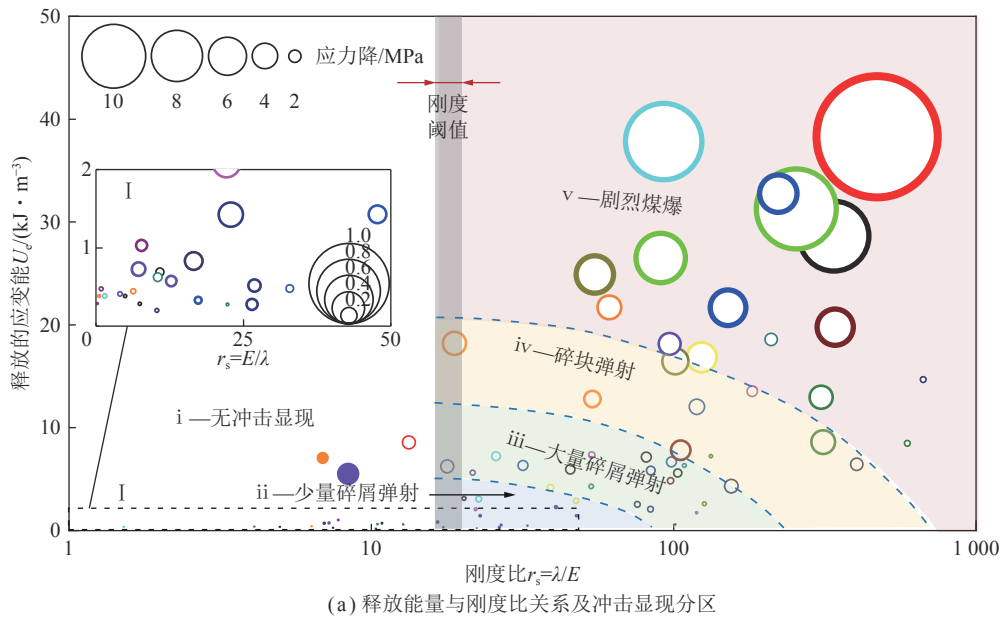 50
40
30
20
10
0
释放的应变能Ue/(kJ·m⁻³)
应力降/MPa
10 8 6 4 2
刚度
阈值
Ⅰ
2
1
0
25
50
1.0
0.8
0.6
0.4
0.2
rs=E/λ
ⅴ—剧烈煤爆
ⅳ—碎块弹射
ⅲ—大量碎屑弹射
ⅰ—无冲击显现
ⅱ—少量碎屑弹射
Ⅰ
1 10 100 1 000
刚度比rs=λ/E
(a) 释放能量与刚度比关系及冲击显现分区